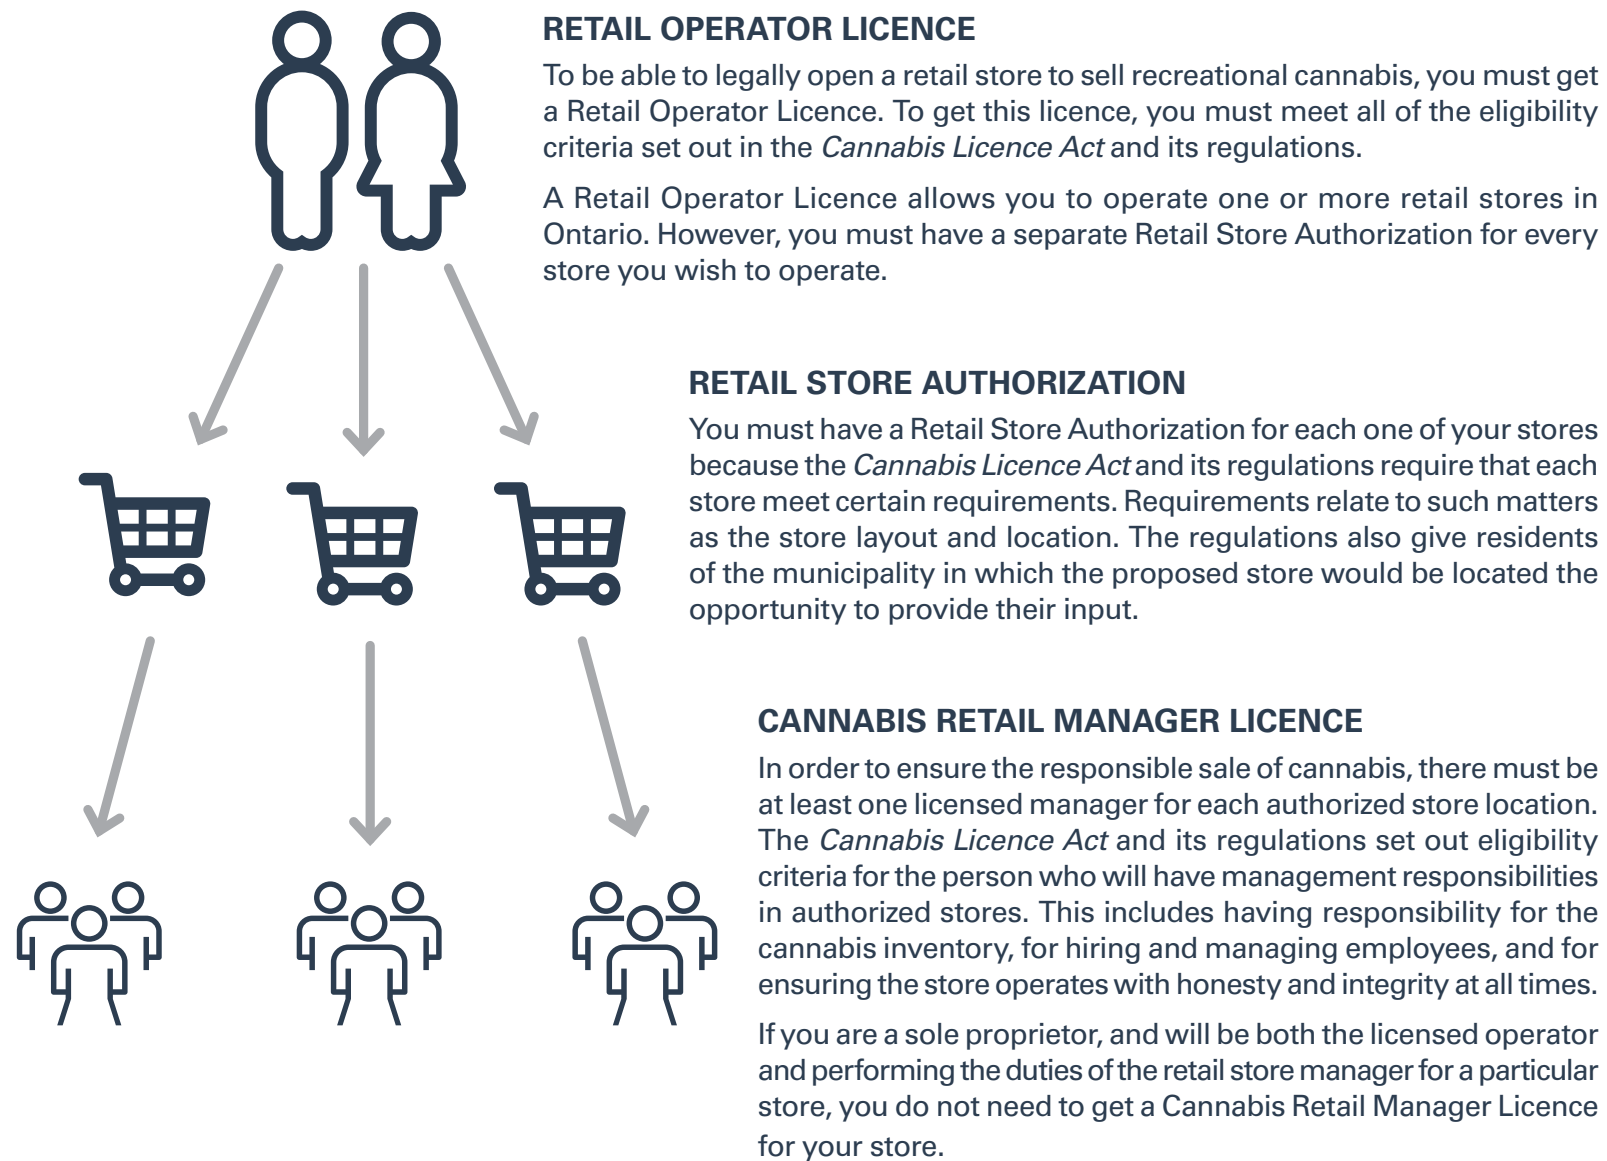 RETAIL OPERATOR LICENCE
To be able to legally open a retail store to sell recreational cannabis, you must get
a Retail Operator Licence. To get this licence, you must meet all of the eligibility
criteria set out in the Cannabis Licence Act and its regulations.
A Retail Operator Licence allows you to operate one or more retail stores in
Ontario. However, you must have a separate Retail Store Authorization for every
store you wish to operate.
RETAIL STORE AUTHORIZATION
You must have a Retail Store Authorization for each one of your stores
because the Cannabis Licence Act and its regulations require that each
store meet certain requirements. Requirements relate to such matters
as the store layout and location. The regulations also give residents
of the municipality in which the proposed store would be located the
opportunity to provide their input.
CANNABIS RETAIL MANAGER LICENCE
In order to ensure the responsible sale of cannabis, there must be
at least one licensed manager for each authorized store location.
The Cannabis Licence Act and its regulations set out eligibility
criteria for the person who will have management responsibilities
in authorized stores. This includes having responsibility for the
cannabis inventory, for hiring and managing employees, and for
ensuring the store operates with honesty and integrity at all times.
If you are a sole proprietor, and will be both the licensed operator
and performing the duties of the retail store manager for a particular
store, you do not need to get a Cannabis Retail Manager Licence
for your store.